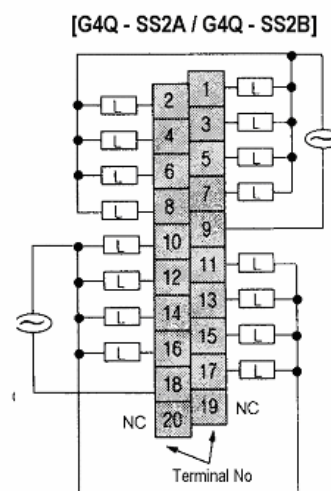 [G4Q - SS2A / G4Q - SS2B]
L 2 1 L
L 4 3 L
L 6 5 L
L 8 7 L
L 10 9
L 12 11 L
L 14 13 L
L 16 15 L
18 17 L
NC 20 19 NC
Terminal No